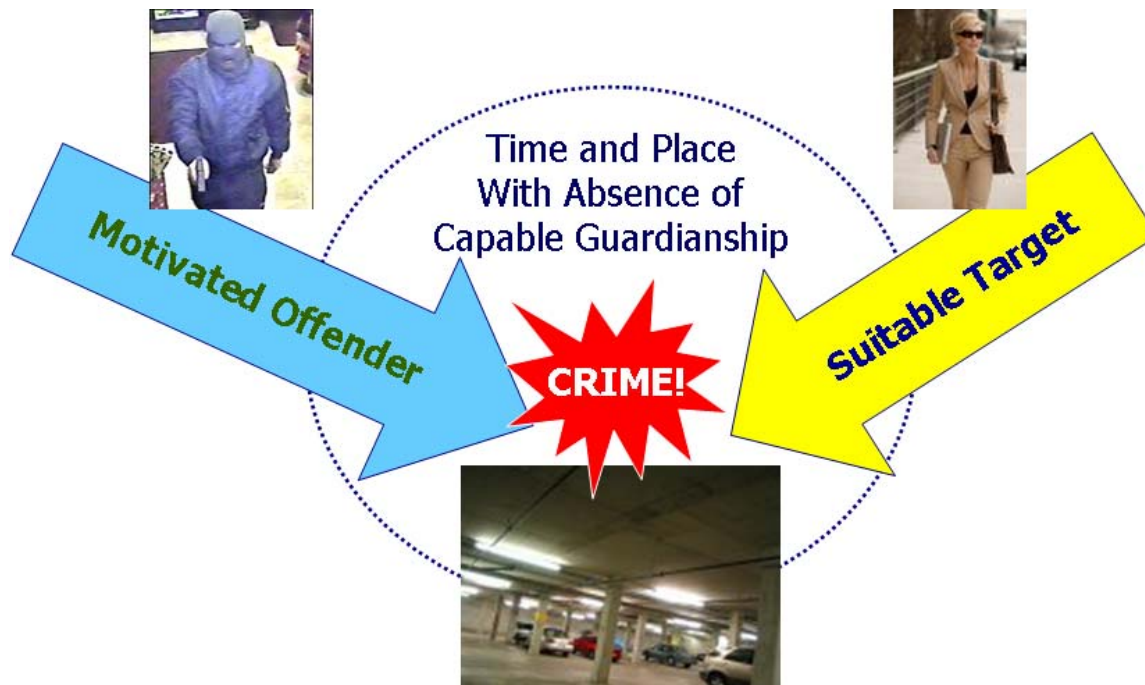 Time and Place
With Absence of
Capable Guardianship
Motivated Offender
Suitable Target
CRIME!